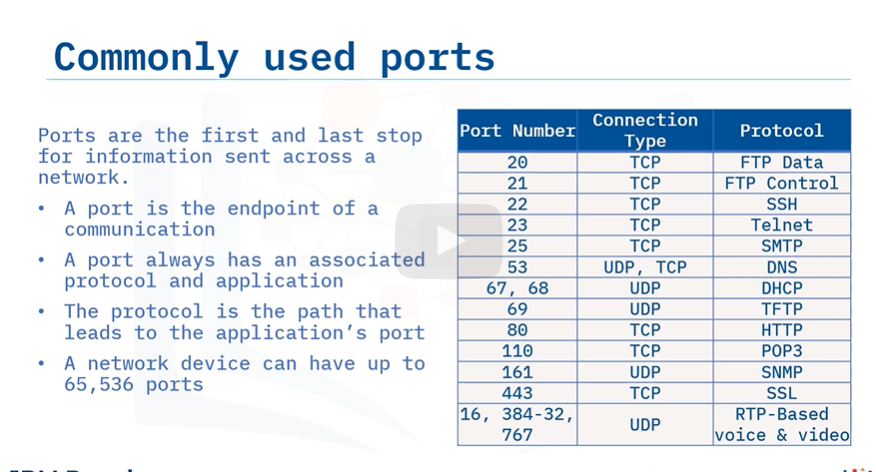 Commonly used ports
Ports are the first and last stop
for information sent across a
network.
• A port is the endpoint of a
communication
• A port always has an associated
protocol and application
• The protocol is the path that
leads to the application’s port
• A network device can have up to
65,536 ports
Port Number Connection Type Protocol
20 TCP FTP Data
21 TCP FTP Control
22 TCP SSH
23 TCP Telnet
25 TCP SMTP
53 UDP, TCP DNS
67, 68 UDP DHCP
69 UDP TFTP
80 TCP HTTP
110 TCP POP3
161 UDP SNMP
443 TCP SSL
16, 384-32, 767 UDP RTP-Based voice & video